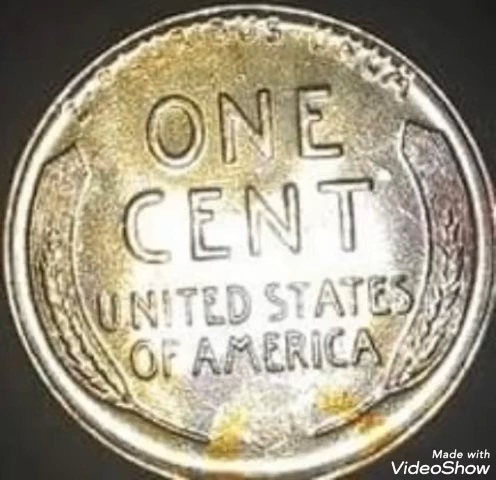 ONE
CENT
UNITED STATES
OF AMERICA
Made with
VideoShow